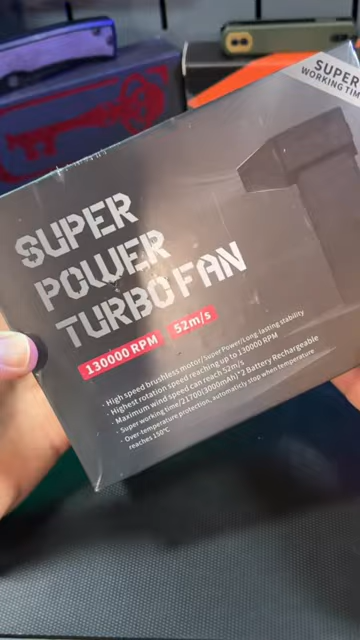 SUPER
WORKING TIM
SUPER
POWER
TURBO FAN
130000 RPM 52m/s
· High speed brushless motor/Super Power/Long-lasting stability
· Highest rotation speed reaching up to 130000 RPM
· Maximum wind speed can reach 52m/s
· Super working time/21700(3000mAh) *2 Battery Rechargeable
· Over-temperature protection, automaticly stop when temperature
reaches 150℃